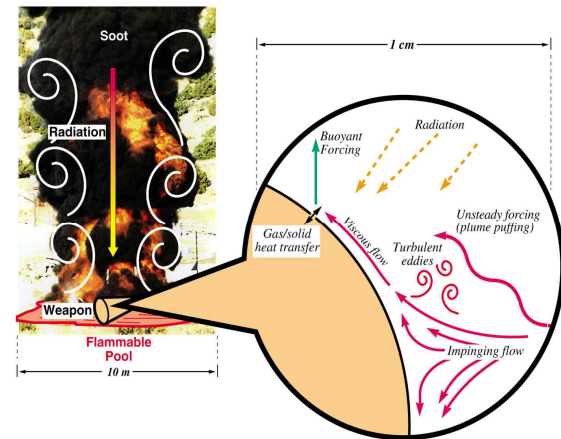 Soot
Radiation
Weapon
Flammable
Pool
10 m
1 cm
Buoyant
Forcing
Radiation
Gas/solid
heat transfer
Viscous flow
Unsteady forcing
(plume puffing)
Turbulent
eddies
Impinging flow